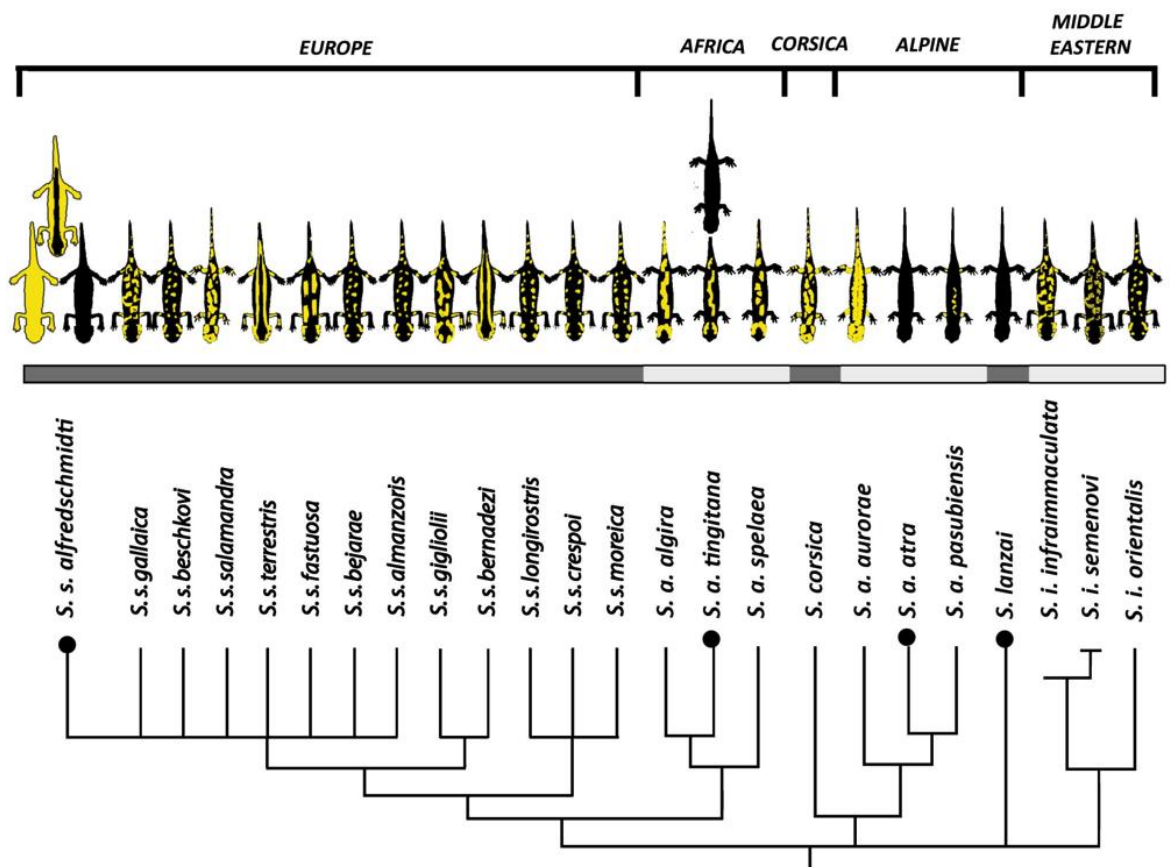 EUROPE
AFRICA
CORSICA
ALPINE
MIDDLE
EASTERN
S. s. alfredschmidti
S.s.gallaica
S.s.beschkovi
S.s.salamandra
S.s.terrestris
S.s.fastuosa
S.s.bejarae
S.s.almanzoris
S.s.gigliolii
S.s.bernadezi
S.s.longirostris
S.s.crespoi
S.s.moreica
S. a. algira
S. a. tingitana
S. a. spelaea
S. corsica
S. a. aurorae
S. a. atra
S. a. pasubiensis
S. lanzai
S. i. infraimmaculata
S. i. semenovi
S. i. orientalis